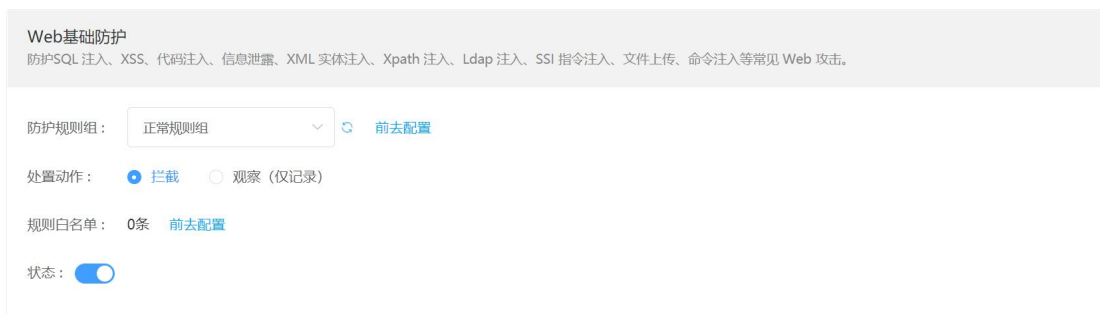 Web基础防护
防护SQL 注入、XSS、代码注入、信息泄露、XML 实体注入、Xpath 注入、Ldap 注入、SSI 指令注入、文件上传、命令注入等常见 Web 攻击。
防护规则组： 正常规则组 前去配置
处置动作： 拦截 观察（仅记录）
规则白名单： 0条 前去配置
状态：